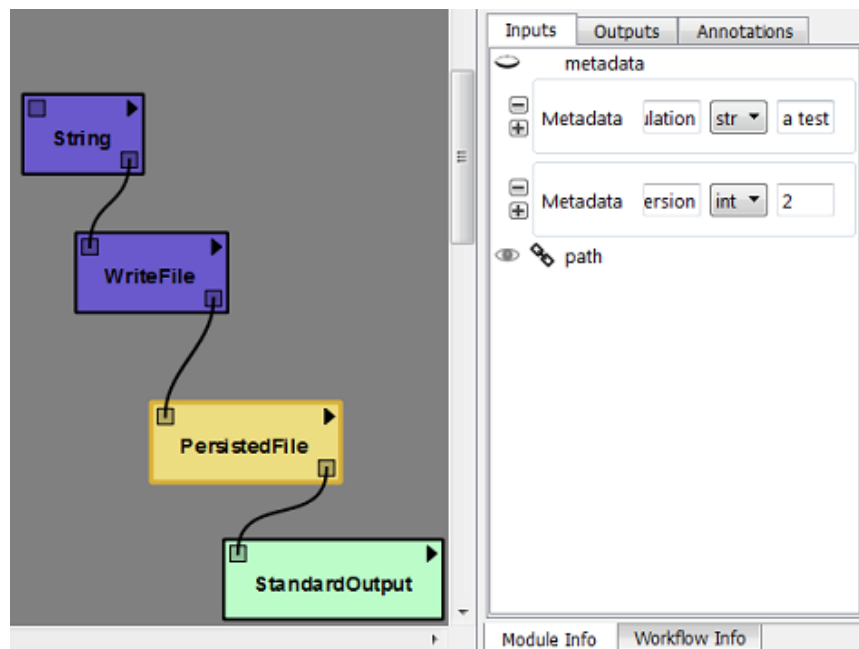 String
WriteFile
PersistedFile
StandardOutput
Inputs Outputs Annotations
metadata
Metadata ulation str a test
Metadata ersion int 2
path
Module Info Workflow Info